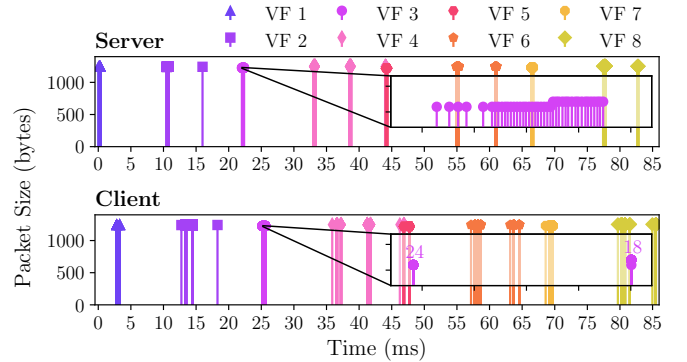 VF 1 VF 3 VF 5 VF 7
VF 2 VF 4 VF 6 VF 8
Server
1000
500
0
0 5 10 15 20 25 30 35 40 45 50 55 60 65 70 75 80 85
Packet Size (bytes)
Client
24 18
1000
500
0
0 5 10 15 20 25 30 35 40 45 50 55 60 65 70 75 80 85
Time (ms)